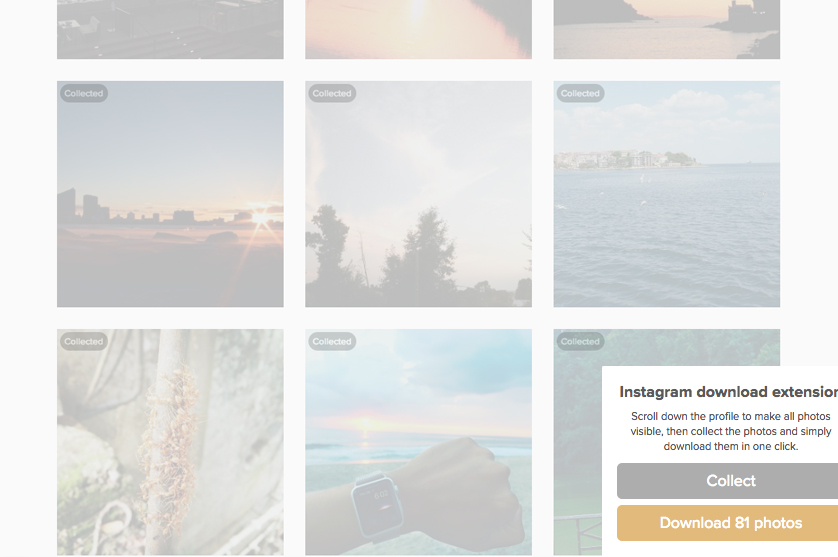 Collected
Collected
Collected
Collected
Collected
Collected
Instagram download extension
Scroll down the profile to make all photos
visible, then collect the photos and simply
download them in one click.
Collect
Download 81 photos